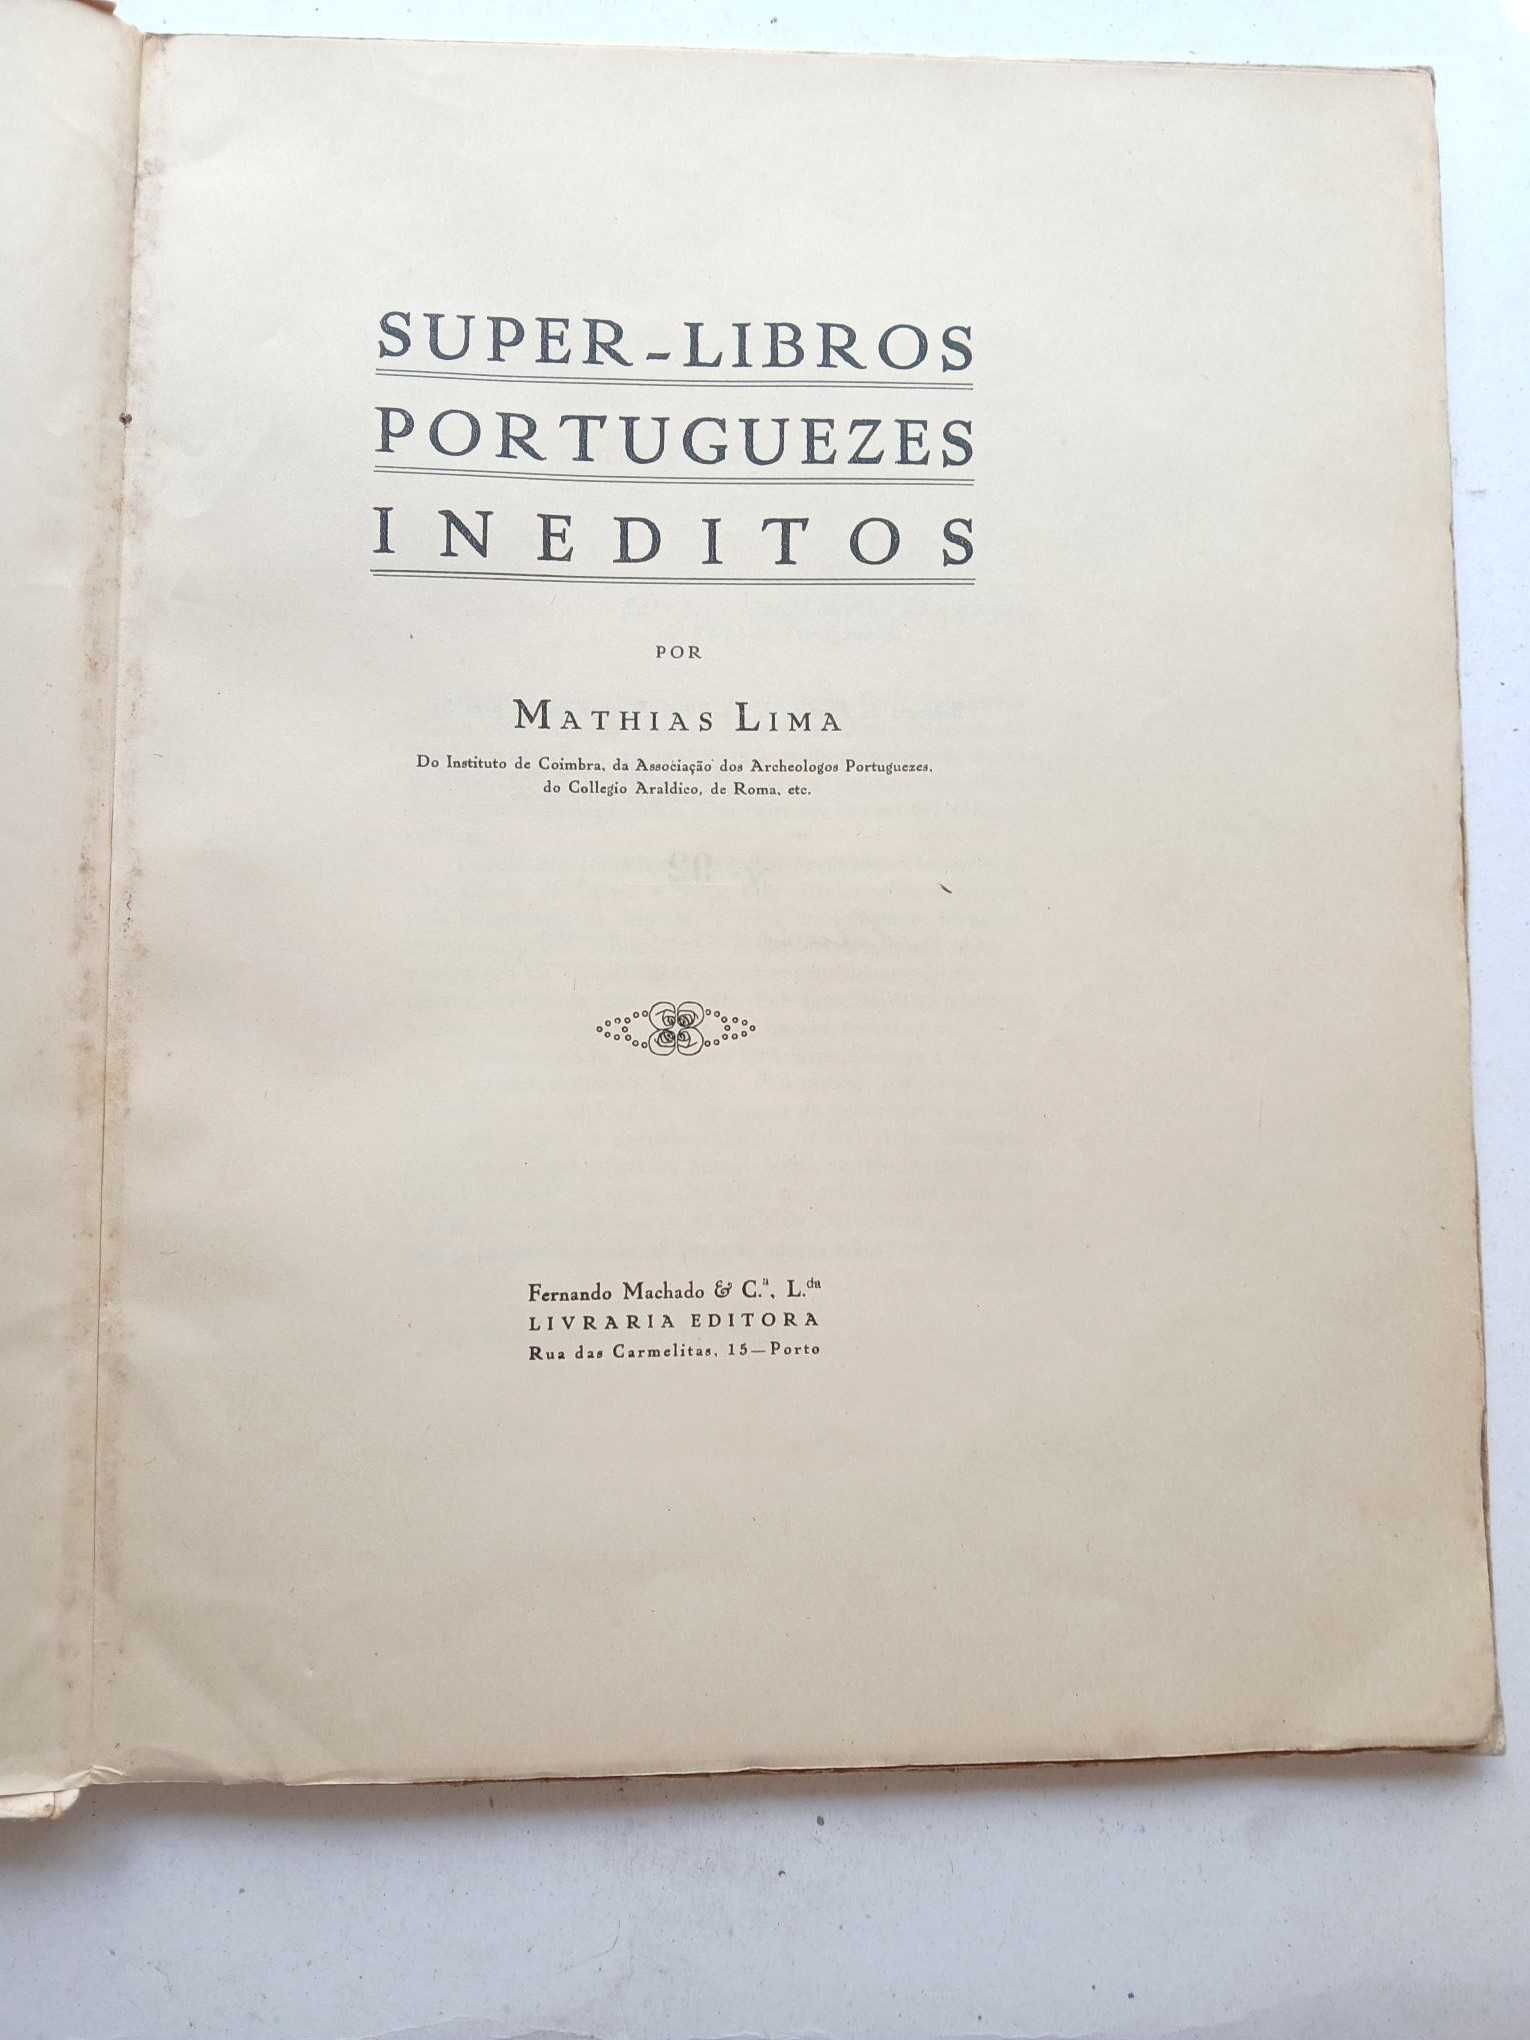 SUPER-LIBROS
PORTUGUEZES
INEDITOS
POR
MATHIAS LIMA
Do Instituto de Coimbra, da Associação dos Archeologos Portuguezes,
do Collegio Araldico, de Roma, etc.
Fernando Machado & C.ª, L.da
LIVRARIA EDITORA
Rua das Carmelitas, 15—Porto